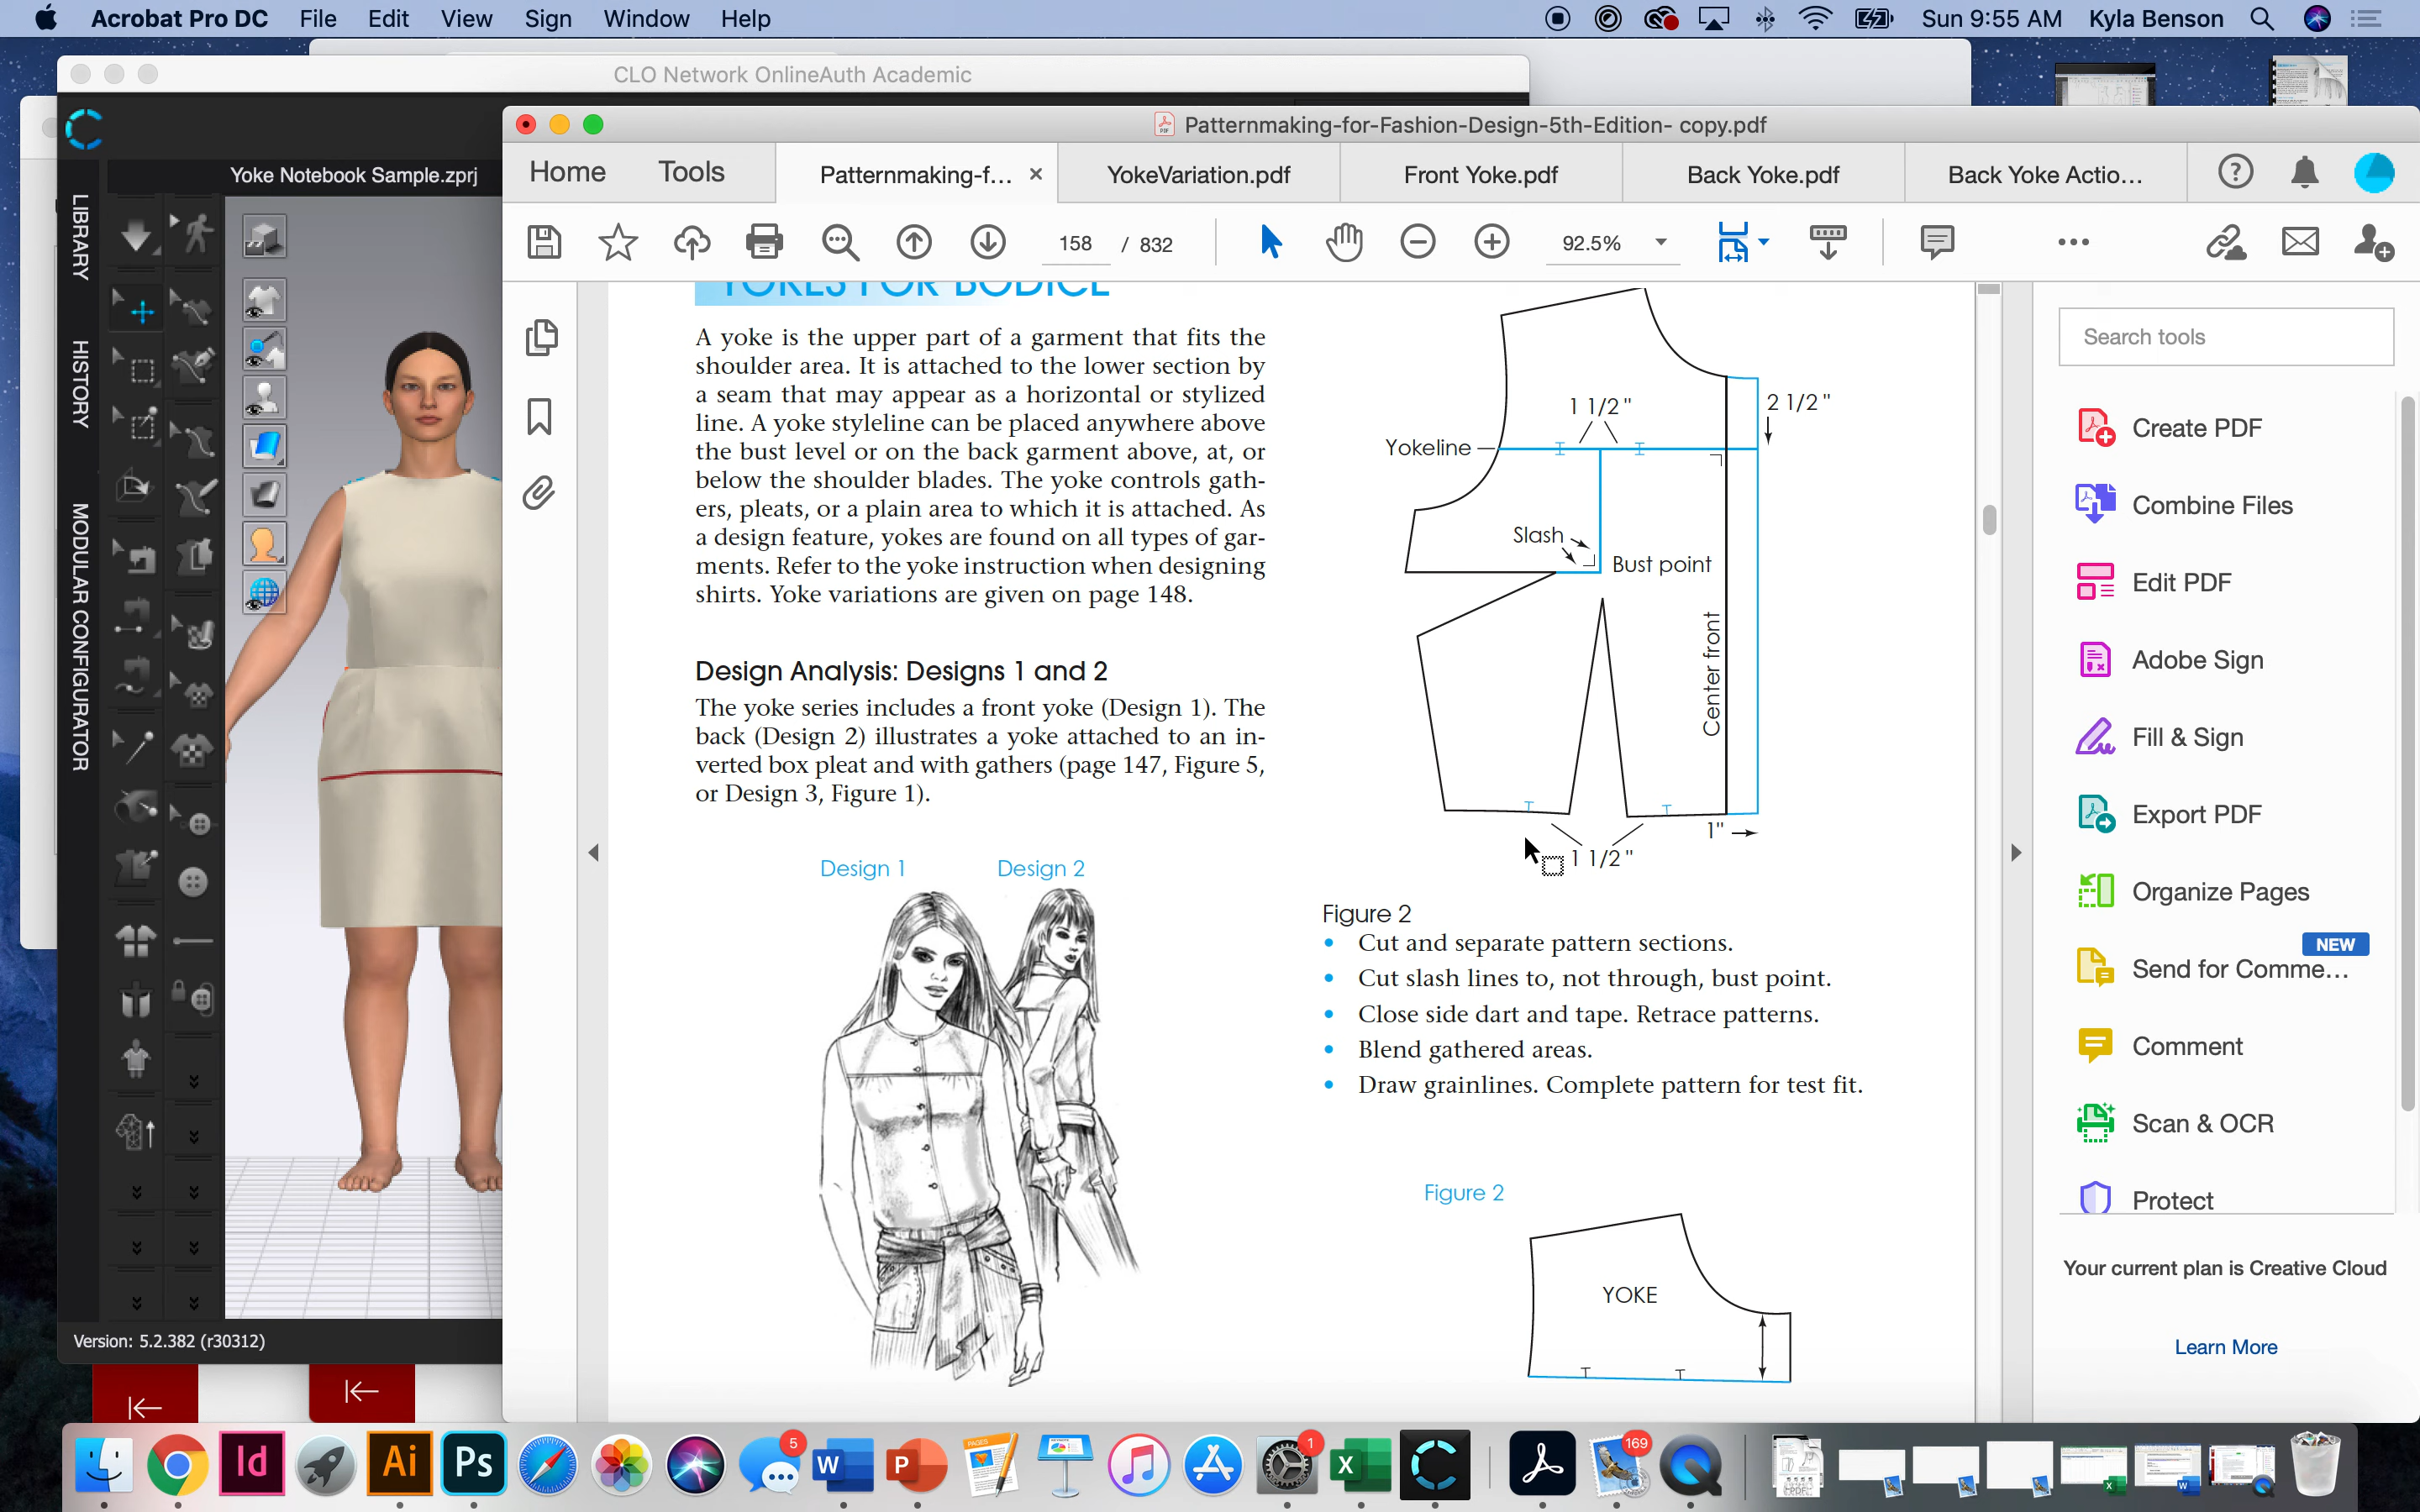 Acrobat Pro DC File Edit View Sign Window Help Sun 9:55 AM Kyla Benson
CLO Network OnlineAuth Academic
Patternmaking-for-Fashion-Design-5th-Edition- copy.pdf
Home Tools Patternmaking-f... × YokeVariation.pdf Front Yoke.pdf Back Yoke.pdf Back Yoke Actio...
158 / 832 92.5%
Yoke Notebook Sample.zprj
LIBRARY
HISTORY
MODULAR CONFIGURATOR
Version: 5.2.382 (r30312)
YOKES FOR BODICE
A yoke is the upper part of a garment that fits the
shoulder area. It is attached to the lower section by
a seam that may appear as a horizontal or stylized
line. A yoke styleline can be placed anywhere above
the bust level or on the back garment above, at, or
below the shoulder blades. The yoke controls gath-
ers, pleats, or a plain area to which it is attached. As
a design feature, yokes are found on all types of gar-
ments. Refer to the yoke instruction when designing
shirts. Yoke variations are given on page 148.
Design Analysis: Designs 1 and 2
The yoke series includes a front yoke (Design 1). The
back (Design 2) illustrates a yoke attached to an in-
verted box pleat and with gathers (page 147, Figure 5,
or Design 3, Figure 1).
Design 1 Design 2
1 1/2"
2 1/2"
Yokeline
Slash
Bust point
Center front
1"
1 1/2"
Figure 2
• Cut and separate pattern sections.
• Cut slash lines to, not through, bust point.
• Close side dart and tape. Retrace patterns.
• Blend gathered areas.
• Draw grainlines. Complete pattern for test fit.
Figure 2
YOKE
Search tools
Create PDF
Combine Files
Edit PDF
Adobe Sign
Fill & Sign
Export PDF
Organize Pages
NEW
Send for Comme...
Comment
Scan & OCR
Protect
Your current plan is Creative Cloud
Learn More
Id Ai Ps 5 W P PAGES 1 X 169